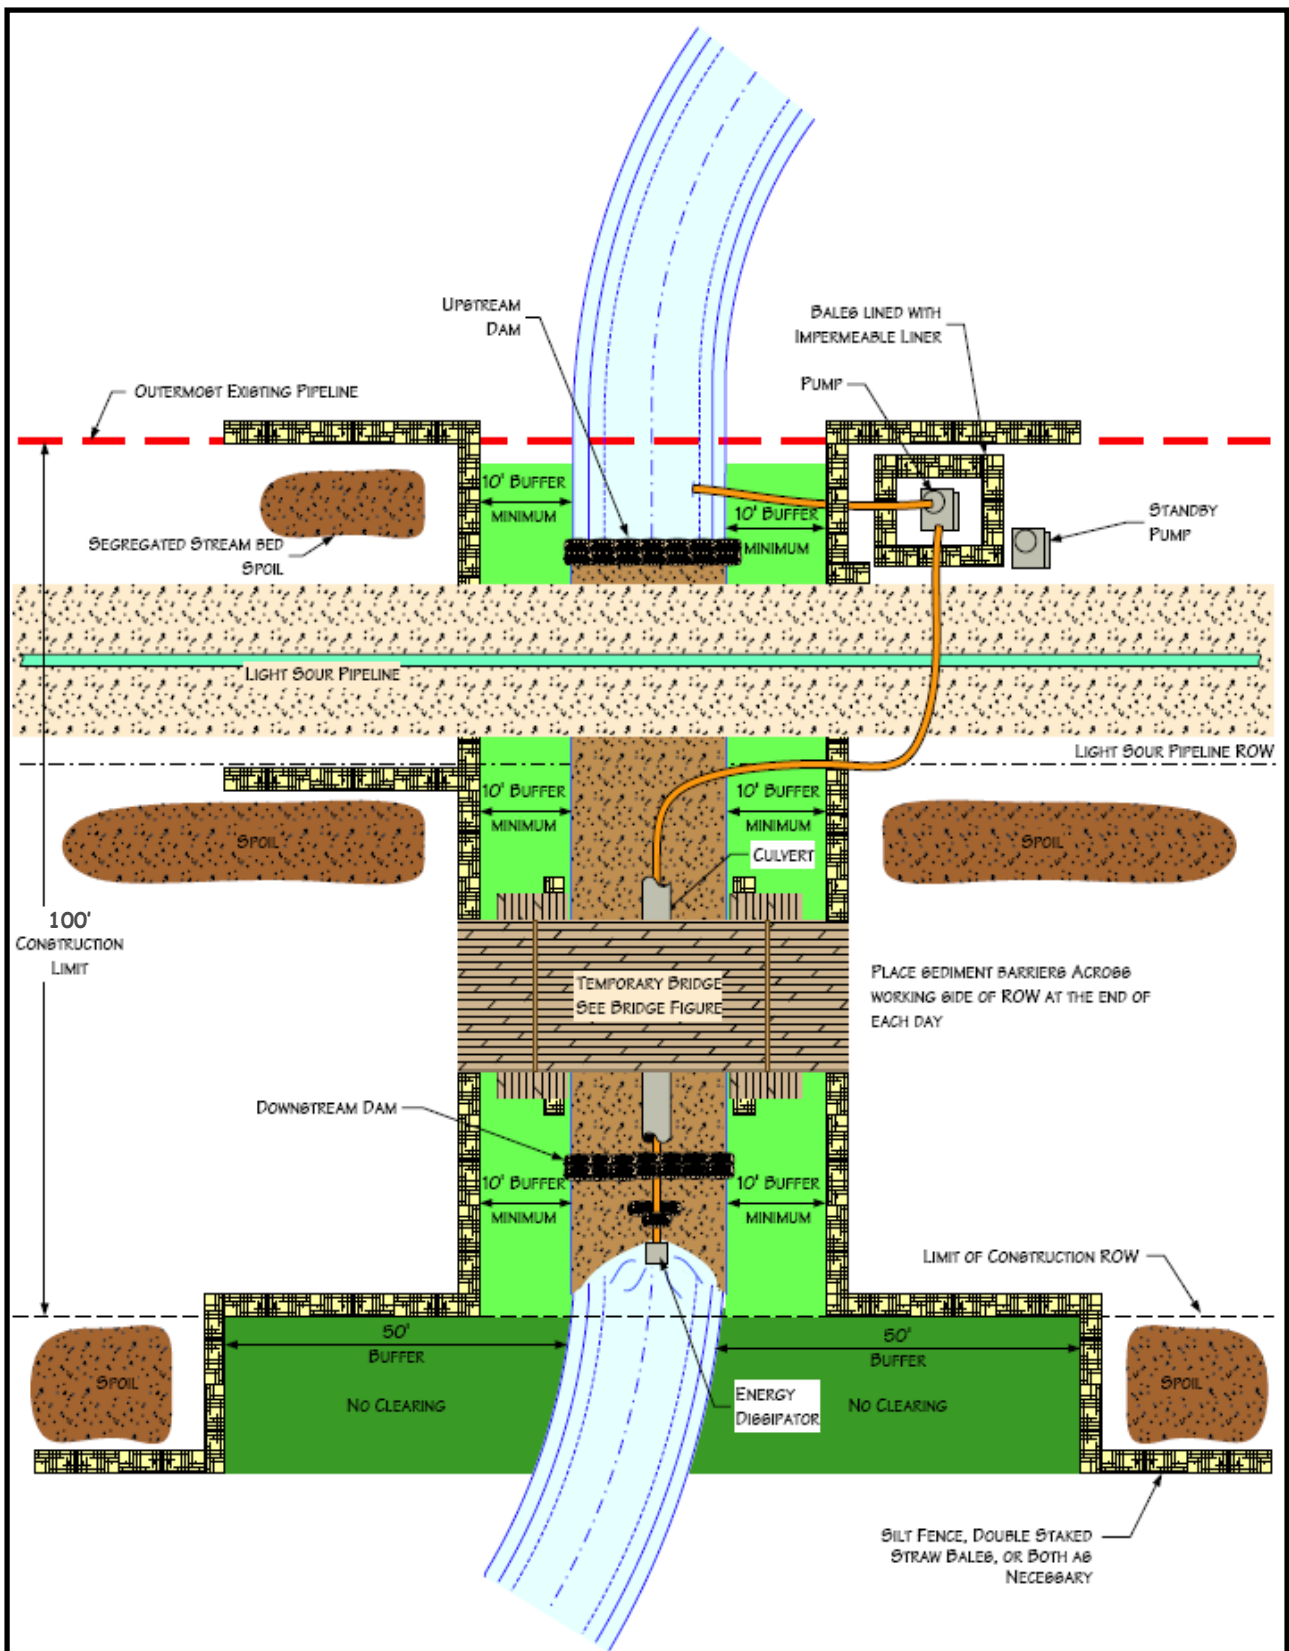 Upstream
Dam
Bales lined with
Impermeable Liner
Pump
Outermost Existing Pipeline
10' Buffer
minimum
10' Buffer
minimum
Standby
Pump
Segregated Stream bed
Spoil
Light Sour Pipeline
Light Sour Pipeline ROW
10' Buffer
minimum
10' Buffer
minimum
Spoil
Spoil
Culvert
100'
Construction
Limit
Temporary Bridge
See Bridge Figure
Place sediment barriers Across
working side of ROW at the end of
each day
Downstream Dam
10' Buffer
minimum
10' Buffer
minimum
Limit of Construction ROW
50'
Buffer
50'
Buffer
Spoil
Spoil
No Clearing
Energy
Dissipator
No Clearing
Silt Fence, Double Staked
Straw Bales, or Both as
Necessary